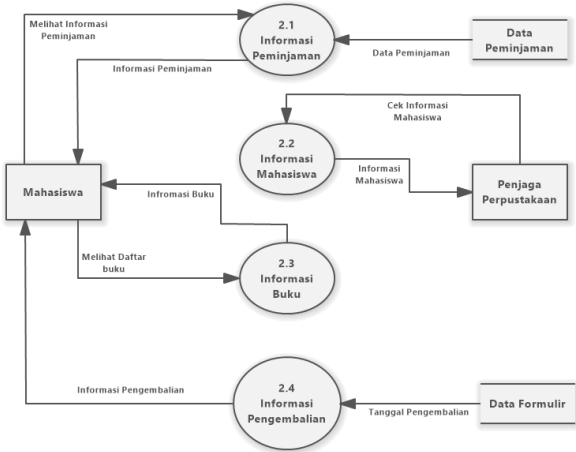 Melihat Informasi
Peminjaman
2.1
Informasi
Peminjaman
Data
Peminjaman
Data Peminjaman
Informasi Peminjaman
Cek Informasi
Mahasiswa
2.2
Informasi
Mahasiswa
Informasi
Mahasiswa
Penjaga
Perpustakaan
Mahasiswa
Infromasi Buku
Melihat Daftar
buku
2.3
Informasi
Buku
Informasi Pengembalian
2.4
Informasi
Pengembalian
Tanggal Pengembalian
Data Formulir